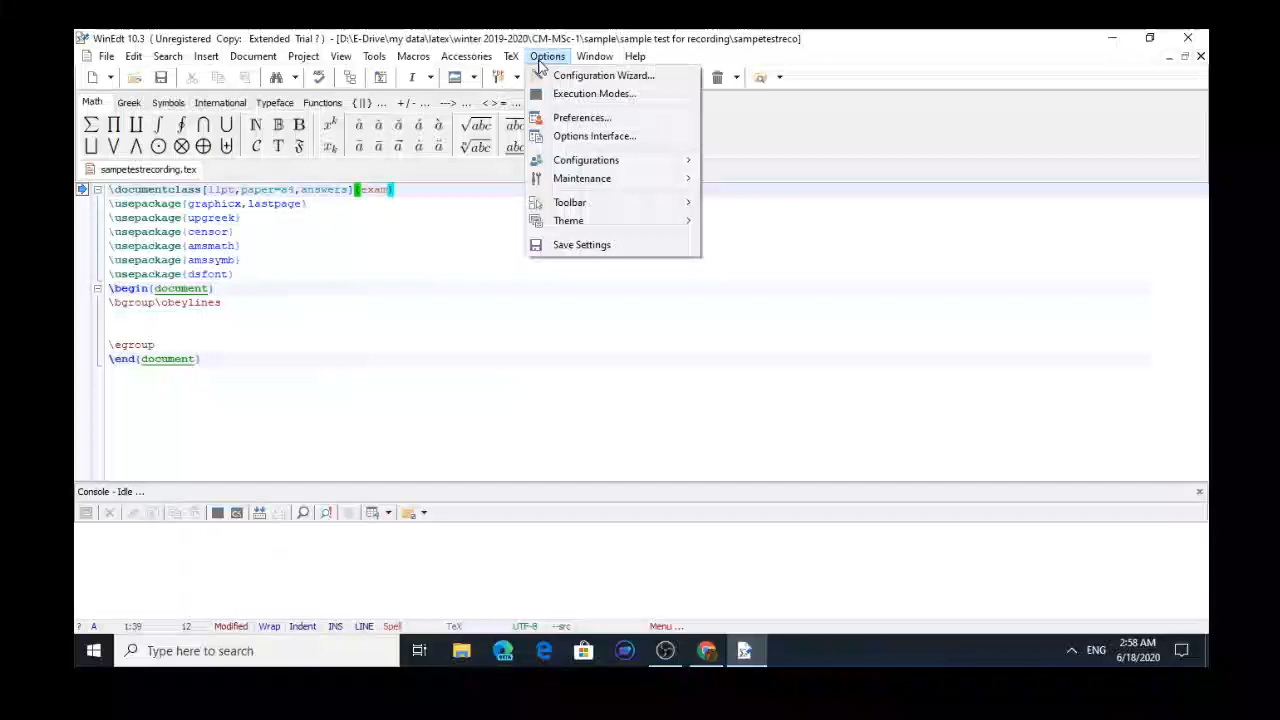 WinEdt 10.3 ( Unregistered Copy: Extended Trial ? ) - [D:\E-Drive\my data\latex\winter 2019-2020\CM-MSc-1\sample\sample test for recording\sampetestreco]
File Edit Search Insert Document Project View Tools Macros Accessories TeX Options Window Help
Configuration Wizard...
Execution Modes...
Preferences...
Options Interface...
Configurations
Maintenance
Toolbar
Theme
Save Settings
Math Greek Symbols International Typeface Functions { || } ... + / - ... ---> ... < > = ...
∑ ∏ ∐ ∫ ∮ ⋂ ⋃ N B B x^k
C T F x_k
sampetestrecording.tex
\documentclass[11pt,paper=a4,answers]{exam}
\usepackage{graphicx,lastpage}
\usepackage{upgreek}
\usepackage{censor}
\usepackage{amsmath}
\usepackage{amssymb}
\usepackage{dsfont}
\begin{document}
\bgroup\obeylines
\egroup
\end{document}
Console - Idle ...
? A 1:39 12 Modified Wrap Indent INS LINE Spell TeX UTF-8 --src Menu ...
Type here to search
ENG
2:58 AM
6/18/2020